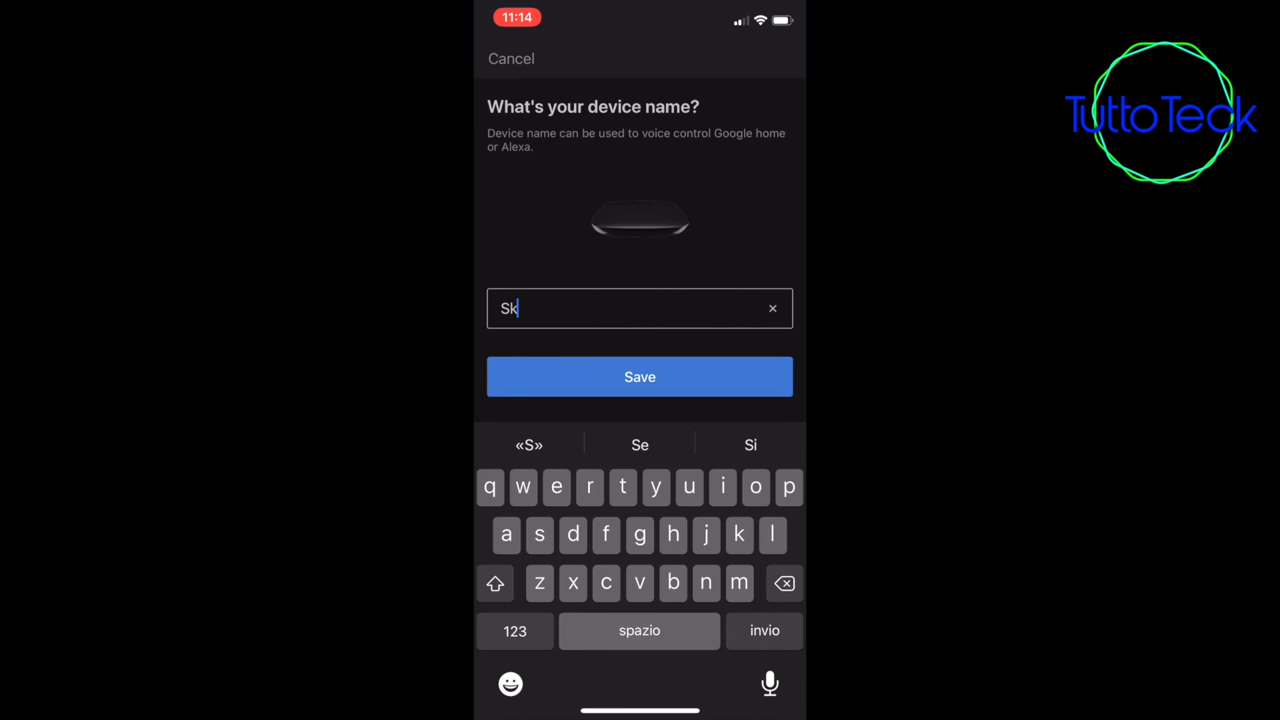 11:14
Cancel
What's your device name?
Device name can be used to voice control Google home
or Alexa.
Sk
Save
«S» Se Si
q w e r t y u i o p
a s d f g h j k l
z x c v b n m
123 spazio invio
TuttoTeck